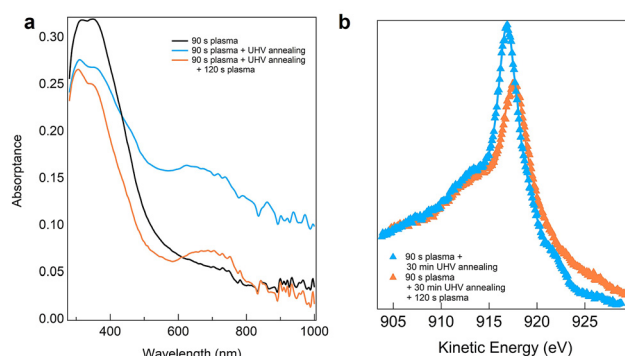 a
0.30
0.25
0.20
0.15
0.10
0.05
0.00
Absorptance
90 s plasma
90 s plasma + UHV annealing
90 s plasma + UHV annealing
+ 120 s plasma
400
600
800
1000
Wavelength (nm)
b
90 s plasma +
30 min UHV annealing
90 s plasma
+ 30 min UHV annealing
+ 120 s plasma
905
910
915
920
925
Kinetic Energy (eV)